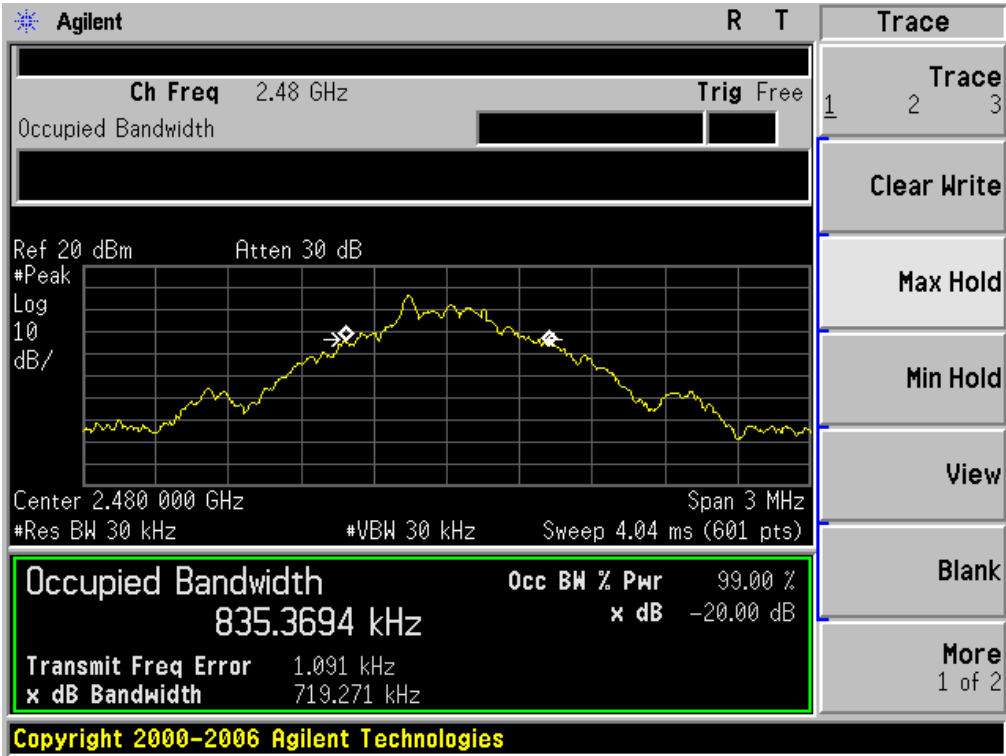 Agilent R T Trace
Ch Freq 2.48 GHz Trig Free
Occupied Bandwidth
Ref 20 dBm Atten 30 dB
#Peak
Log
10
dB/
Center 2.480 000 GHz Span 3 MHz
#Res BW 30 kHz #VBW 30 kHz Sweep 4.04 ms (601 pts)
Occupied Bandwidth Occ BW % Pwr 99.00 %
835.3694 kHz x dB -20.00 dB
Transmit Freq Error 1.091 kHz
x dB Bandwidth 719.271 kHz
Copyright 2000-2006 Agilent Technologies
Trace
1 2 3
Clear Write
Max Hold
Min Hold
View
Blank
More
1 of 2